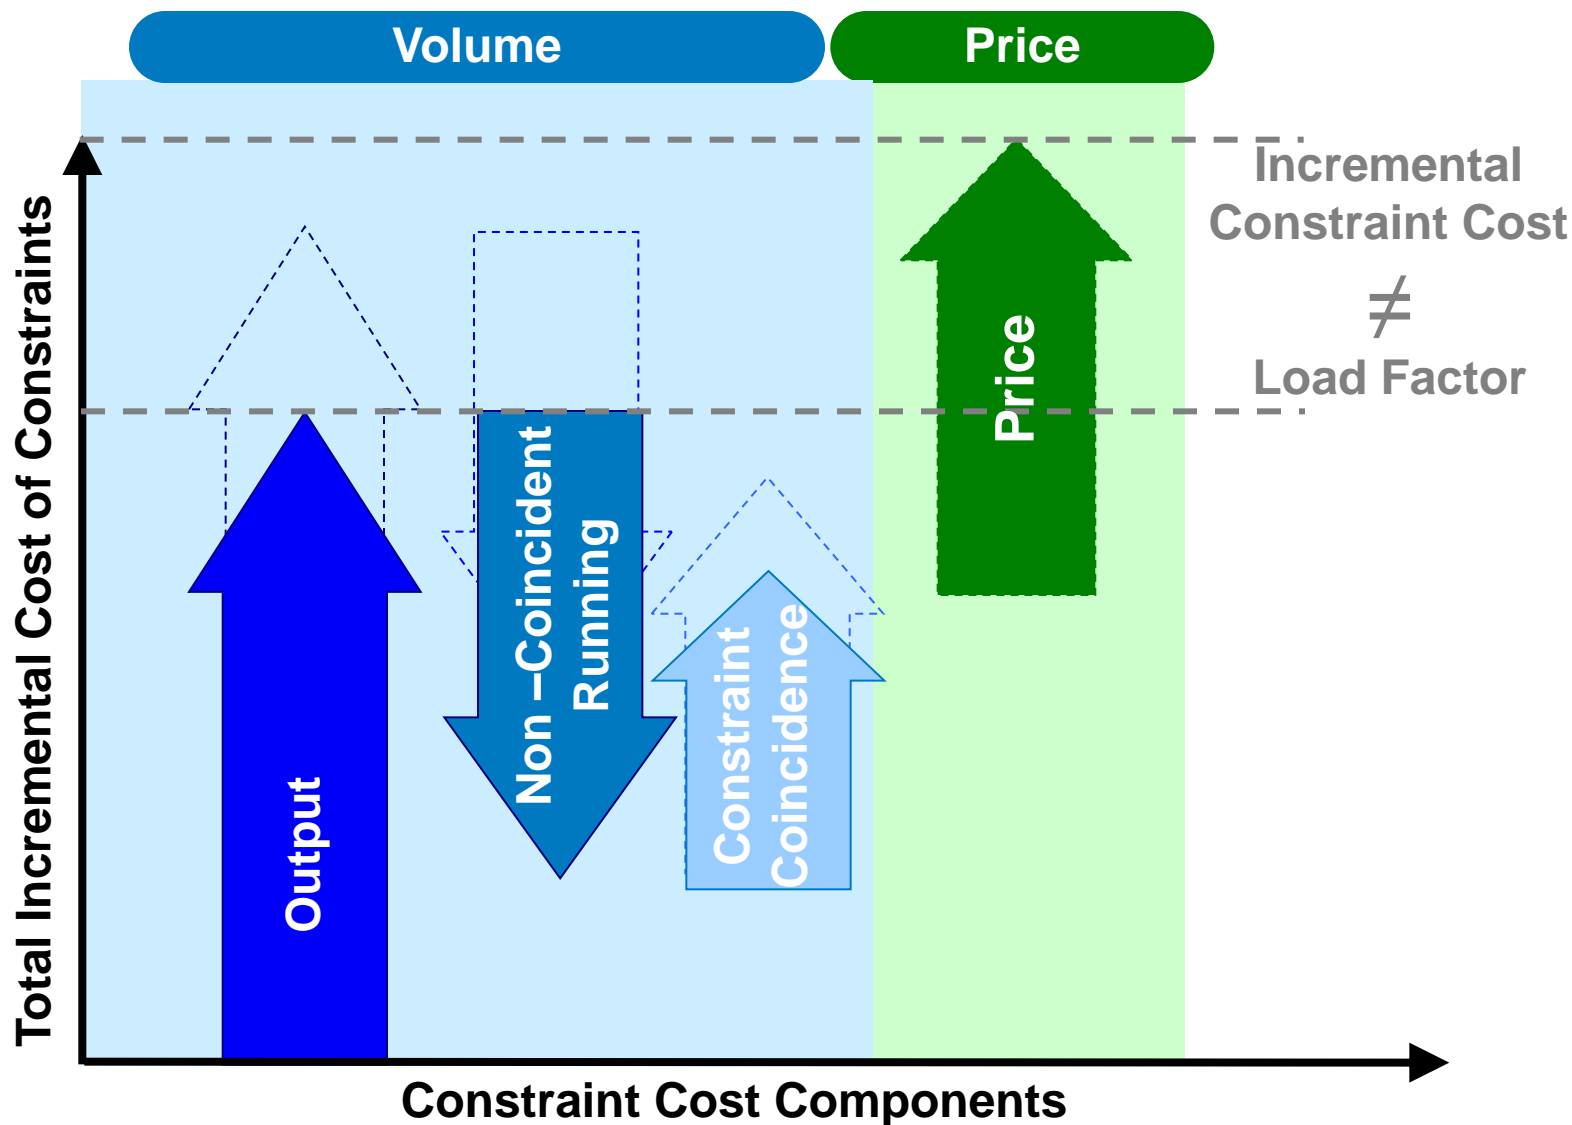 Volume
Price
Total Incremental Cost of Constraints
Output
Non –Coincident
Running
Constraint
Coincidence
Price
Incremental
Constraint Cost
≠
Load Factor
Constraint Cost Components